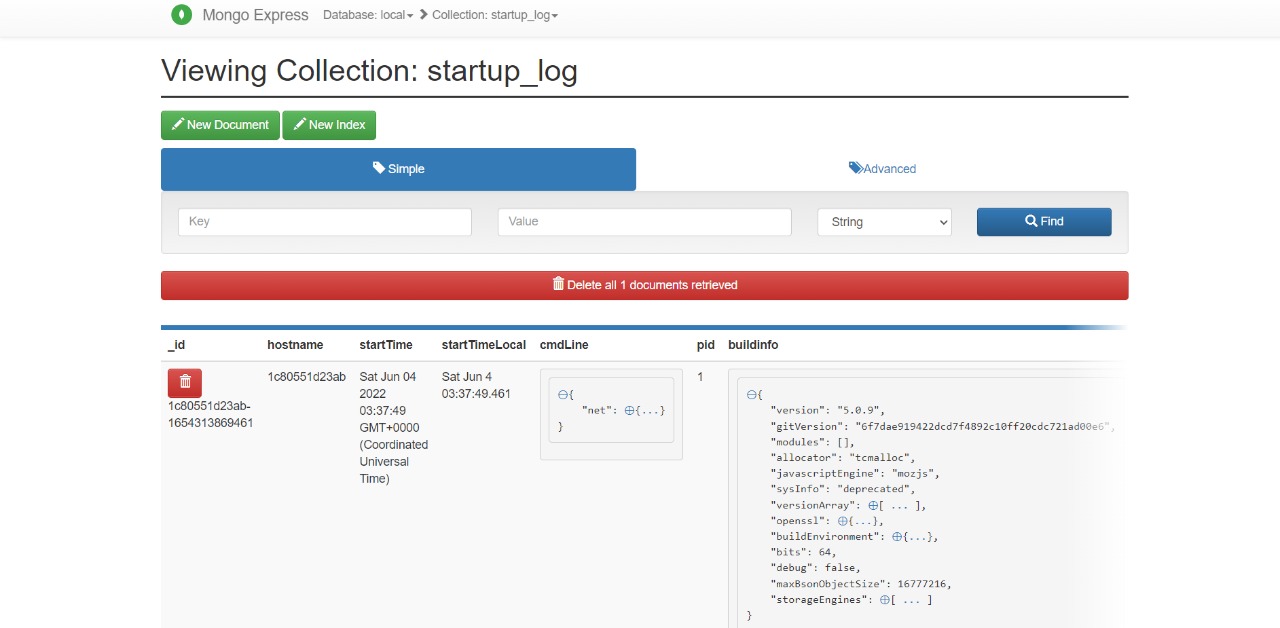 Mongo Express Database: local Collection: startup_log
Viewing Collection: startup_log
New Document New Index
Simple Advanced
Key Value String Find
Delete all 1 documents retrieved
_id hostname startTime startTimeLocal cmdLine pid buildinfo
1c80551d23ab-
1654313869461
1c80551d23ab
Sat Jun 04
2022
03:37:49
GMT+0000
(Coordinated
Universal
Time)
Sat Jun 4
03:37:49.461
{
"net": {...}
}
1
{
"version": "5.0.9",
"gitVersion": "6f7dae919422dcd7f4892c10ff20cdc721ad00e6",
"modules": [],
"allocator": "tcmalloc",
"javascriptEngine": "mozjs",
"sysInfo": "deprecated",
"versionArray": [ ... ],
"openssl": {...},
"buildEnvironment": {...},
"bits": 64,
"debug": false,
"maxBsonObjectSize": 16777216,
"storageEngines": [ ... ]
}